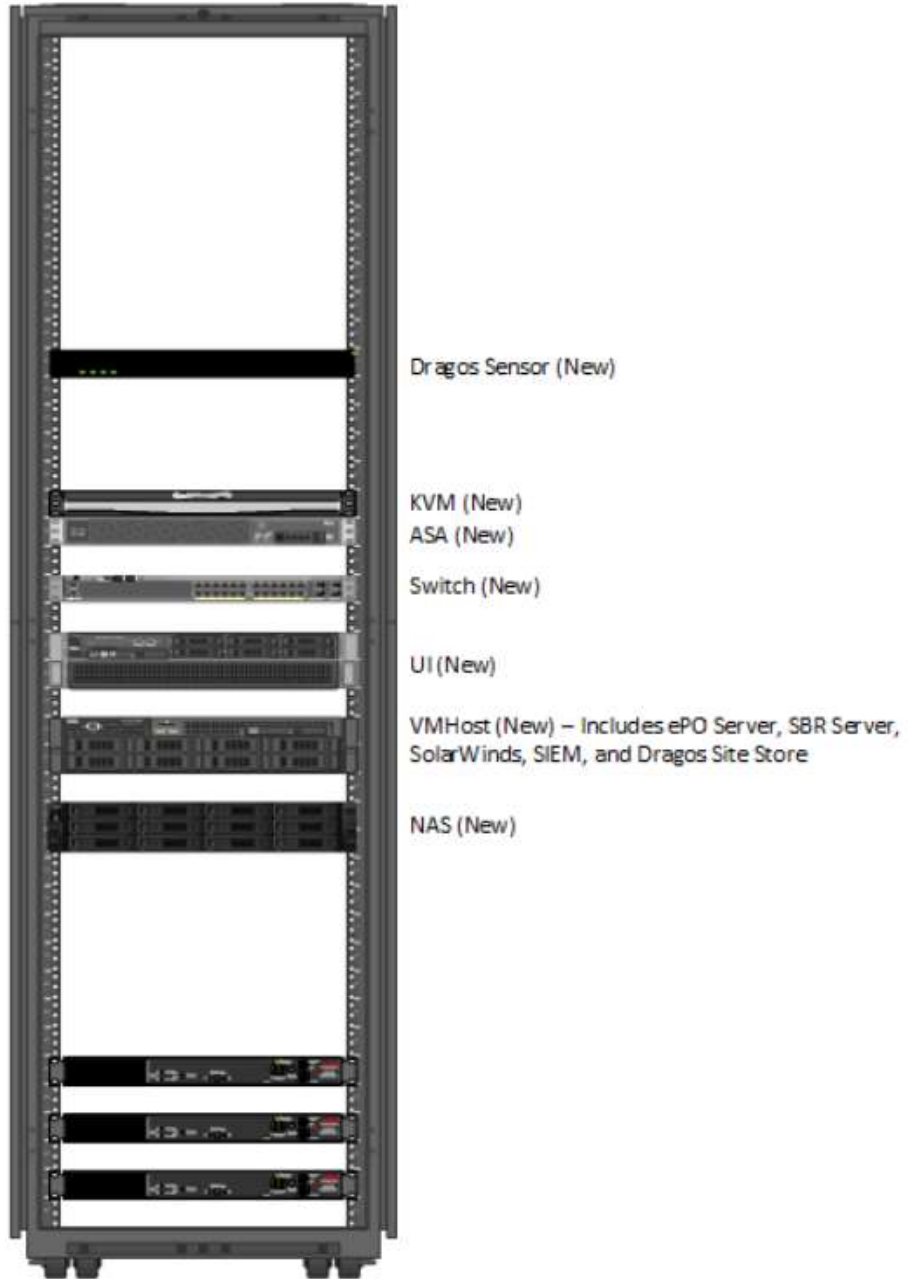 Dragos Sensor (New)
KVM (New)
ASA (New)
Switch (New)
UI (New)
VMHost (New) – Includes ePO Server, SBR Server,
SolarWinds, SIEM, and Dragos Site Store
NAS (New)